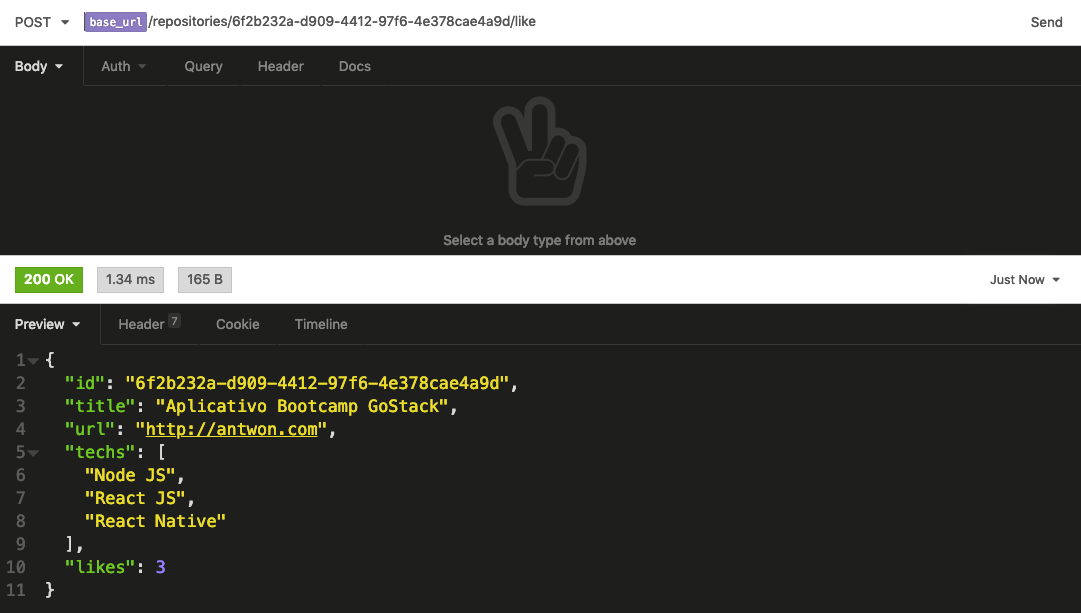 POST base_url/repositories/6f2b232a-d909-4412-97f6-4e378cae4a9d/like Send
Body Auth Query Header Docs
Select a body type from above
200 OK 1.34 ms 165 B Just Now
Preview Header 7 Cookie Timeline
1 {
2 "id": "6f2b232a-d909-4412-97f6-4e378cae4a9d",
3 "title": "Aplicativo Bootcamp GoStack",
4 "url": "http://antwon.com",
5 "techs": [
6 "Node JS",
7 "React JS",
8 "React Native"
9 ],
10 "likes": 3
11 }